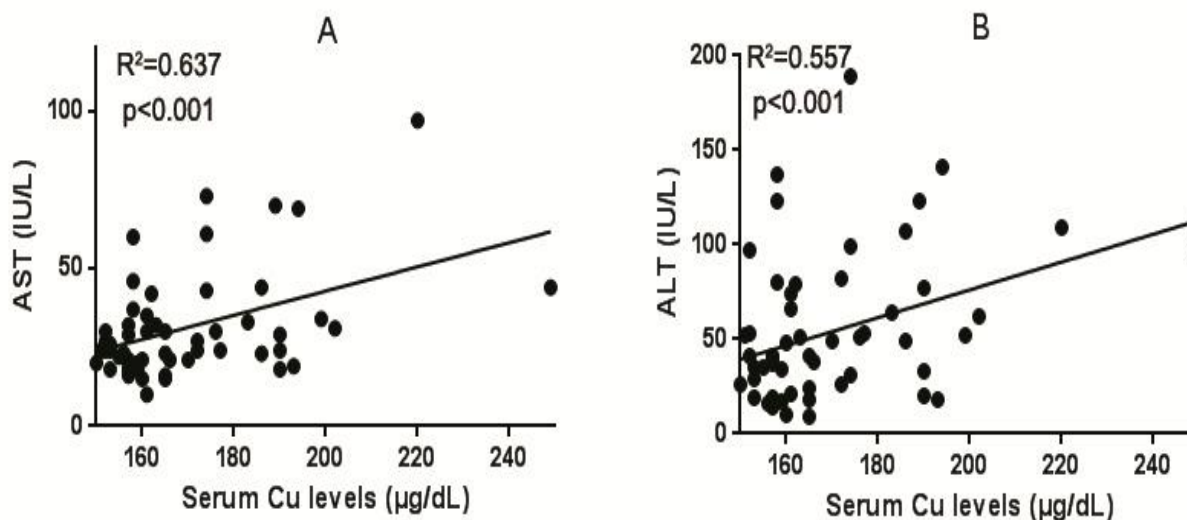 A
R²=0.637
p<0.001
100
50
0
AST (IU/L)
160 180 200 220 240
Serum Cu levels (µg/dL)
B
R²=0.557
p<0.001
200
150
100
50
0
ALT (IU/L)
160 180 200 220 240
Serum Cu levels (µg/dL)